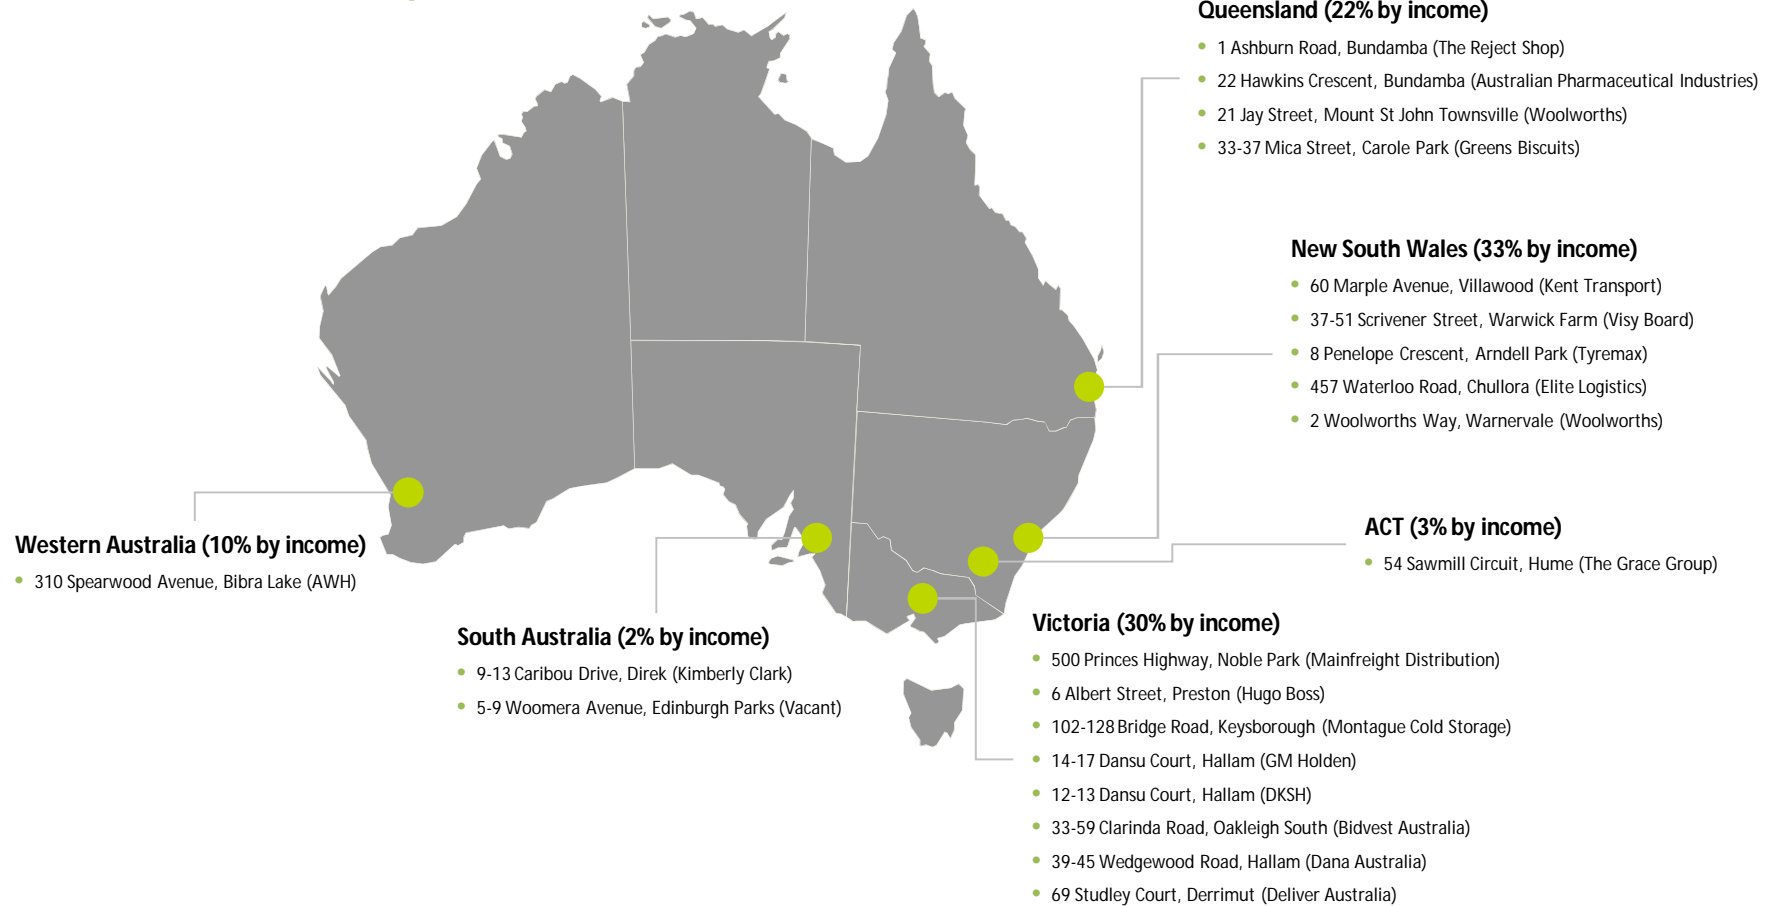 Queensland (22% by income)
• 1 Ashburn Road, Bundamba (The Reject Shop)
• 22 Hawkins Crescent, Bundamba (Australian Pharmaceutical Industries)
• 21 Jay Street, Mount St John Townsville (Woolworths)
• 33-37 Mica Street, Carole Park (Greens Biscuits)
New South Wales (33% by income)
• 60 Marple Avenue, Villawood (Kent Transport)
• 37-51 Scrivener Street, Warwick Farm (Visy Board)
• 8 Penelope Crescent, Arndell Park (Tyremax)
• 457 Waterloo Road, Chullora (Elite Logistics)
• 2 Woolworths Way, Warnervale (Woolworths)
ACT (3% by income)
• 54 Sawmill Circuit, Hume (The Grace Group)
Western Australia (10% by income)
• 310 Spearwood Avenue, Bibra Lake (AWH)
South Australia (2% by income)
• 9-13 Caribou Drive, Direk (Kimberly Clark)
• 5-9 Woomera Avenue, Edinburgh Parks (Vacant)
Victoria (30% by income)
• 500 Princes Highway, Noble Park (Mainfreight Distribution)
• 6 Albert Street, Preston (Hugo Boss)
• 102-128 Bridge Road, Keysborough (Montague Cold Storage)
• 14-17 Dansu Court, Hallam (GM Holden)
• 12-13 Dansu Court, Hallam (DKSH)
• 33-59 Clarinda Road, Oakleigh South (Bidvest Australia)
• 39-45 Wedgewood Road, Hallam (Dana Australia)
• 69 Studley Court, Derrimut (Deliver Australia)